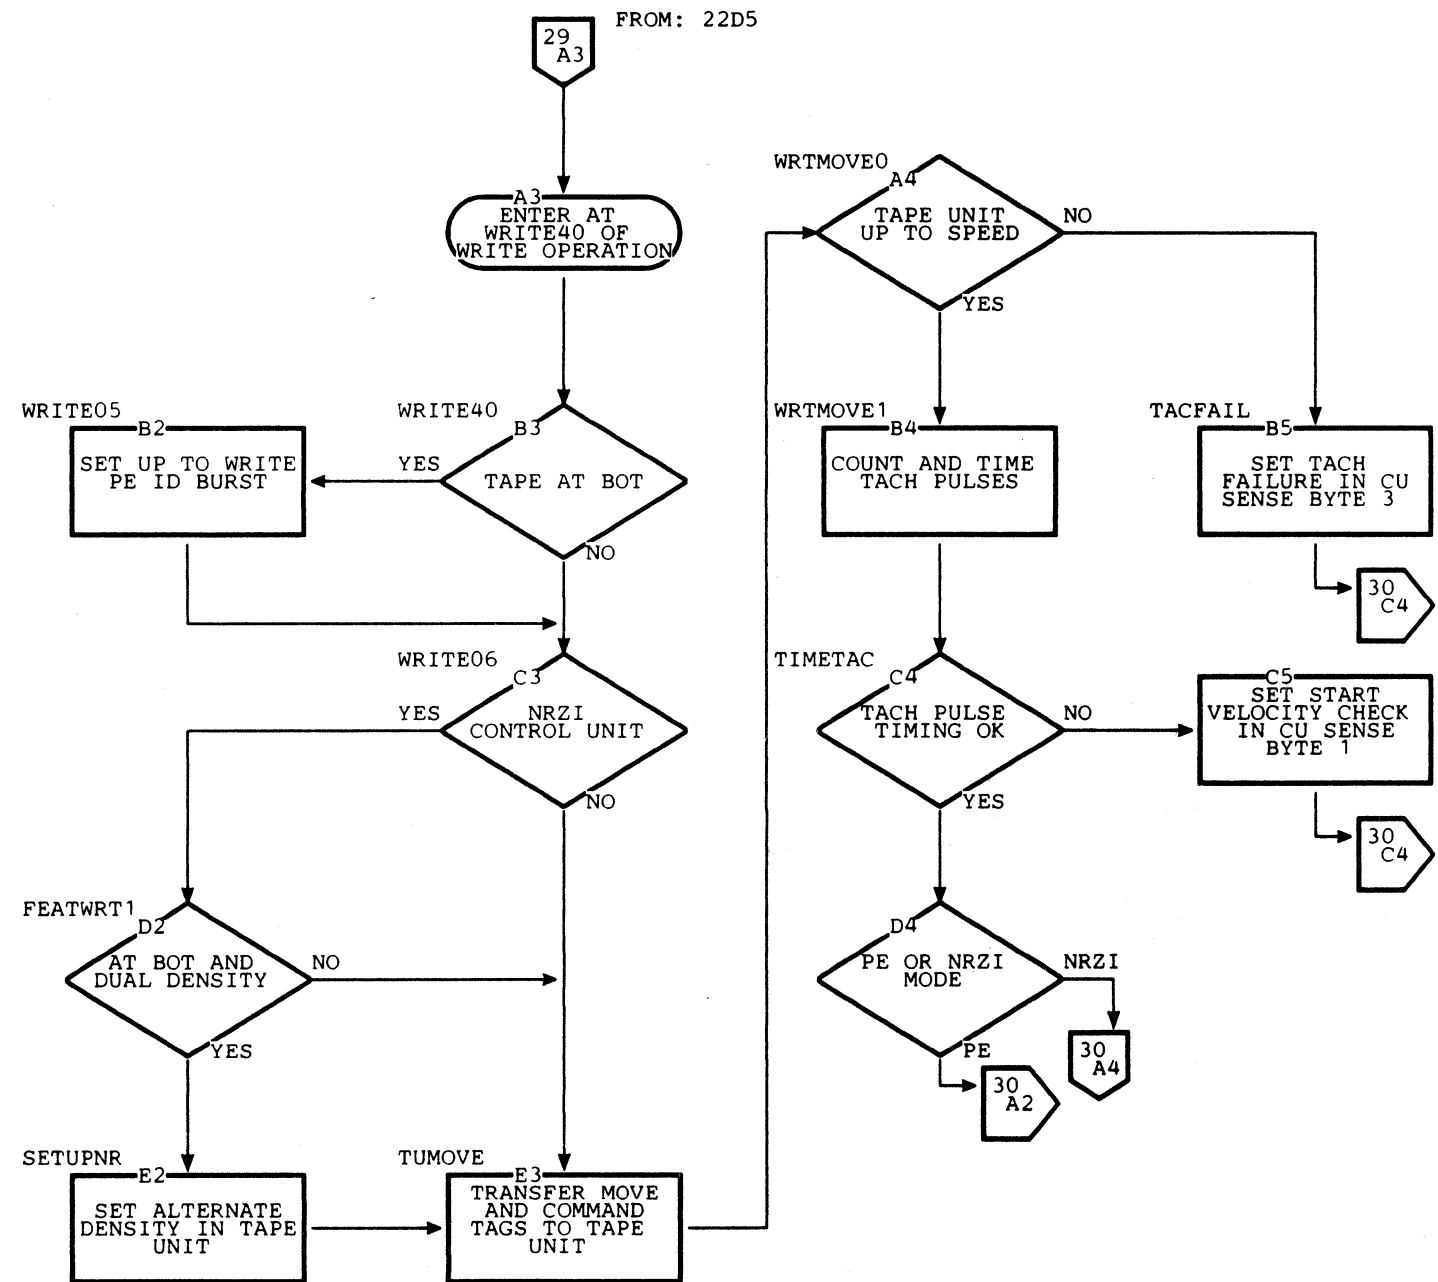 FROM: 22D5
29
A3
A3
ENTER AT
WRITE40 OF
WRITE OPERATION
WRITE40
B3
TAPE AT BOT
YES
NO
WRITE05
B2
SET UP TO WRITE
PE ID BURST
WRITE06
C3
NRZI
CONTROL UNIT
YES
NO
FEATWRT1
D2
AT BOT AND
DUAL DENSITY
NO
YES
SETUPNR
E2
SET ALTERNATE
DENSITY IN TAPE
UNIT
TUMOVE
E3
TRANSFER MOVE
AND COMMAND
TAGS TO TAPE
UNIT
WRTMOVE0
A4
TAPE UNIT
UP TO SPEED
NO
YES
WRTMOVE1
B4
COUNT AND TIME
TACH PULSES
TACFAIL
B5
SET TACH
FAILURE IN CU
SENSE BYTE 3
30
C4
TIMETAC
C4
TACH PULSE
TIMING OK
NO
YES
C5
SET START
VELOCITY CHECK
IN CU SENSE
BYTE 1
30
C4
D4
PE OR NRZI
MODE
NRZI
PE
30
A4
30
A2